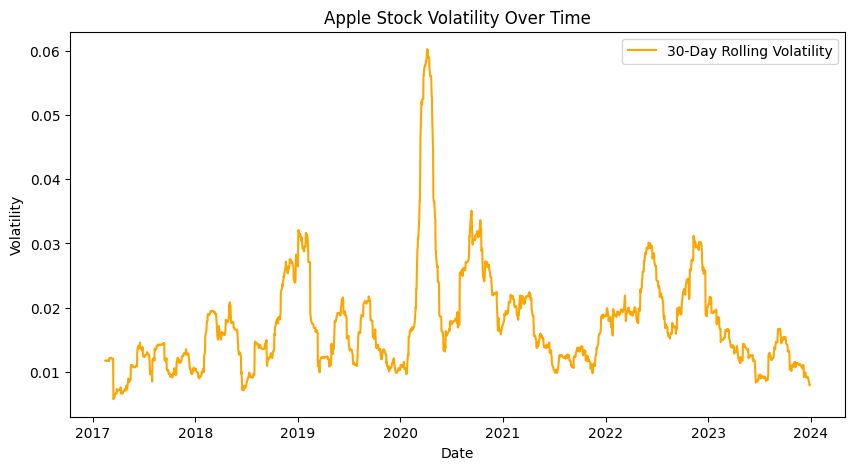 Apple Stock Volatility Over Time
30-Day Rolling Volatility
0.06
0.05
0.04
0.03
0.02
0.01
Volatility
2017 2018 2019 2020 2021 2022 2023 2024
Date